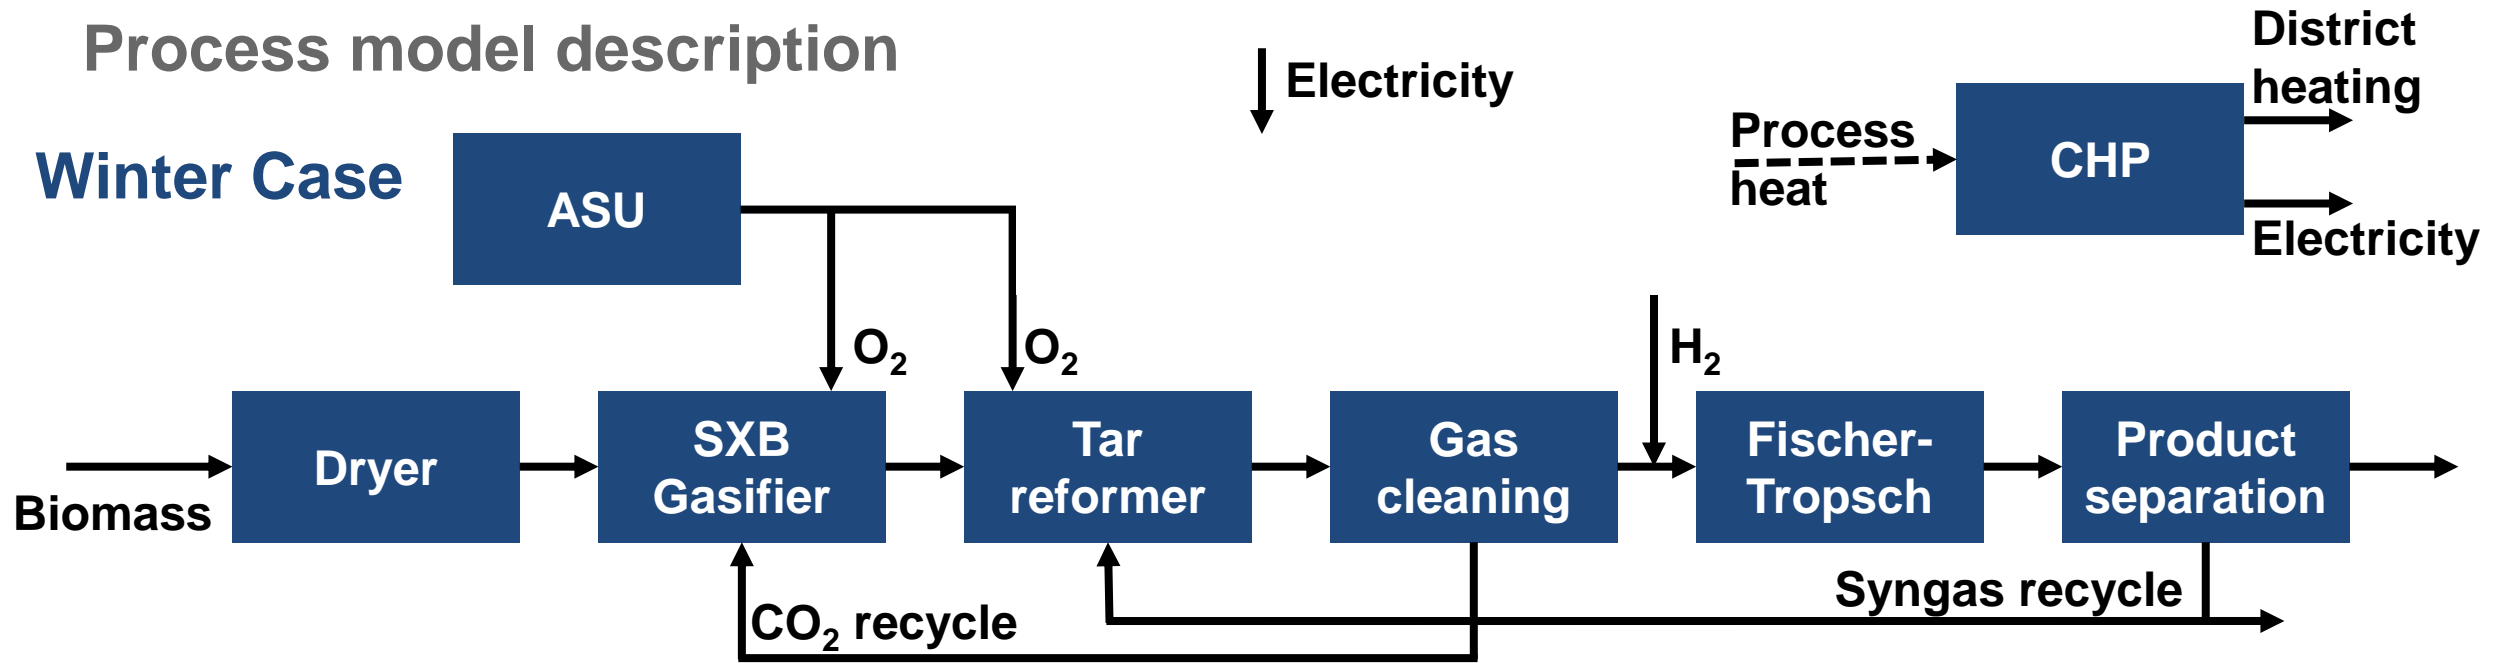 Process model description
Winter Case
Electricity
District
heating
Process
heat
CHP
Electricity
ASU
O₂
O₂
H₂
Biomass
Dryer
SXB
Gasifier
Tar
reformer
Gas
cleaning
Fischer-
Tropsch
Product
separation
Syngas recycle
CO₂ recycle